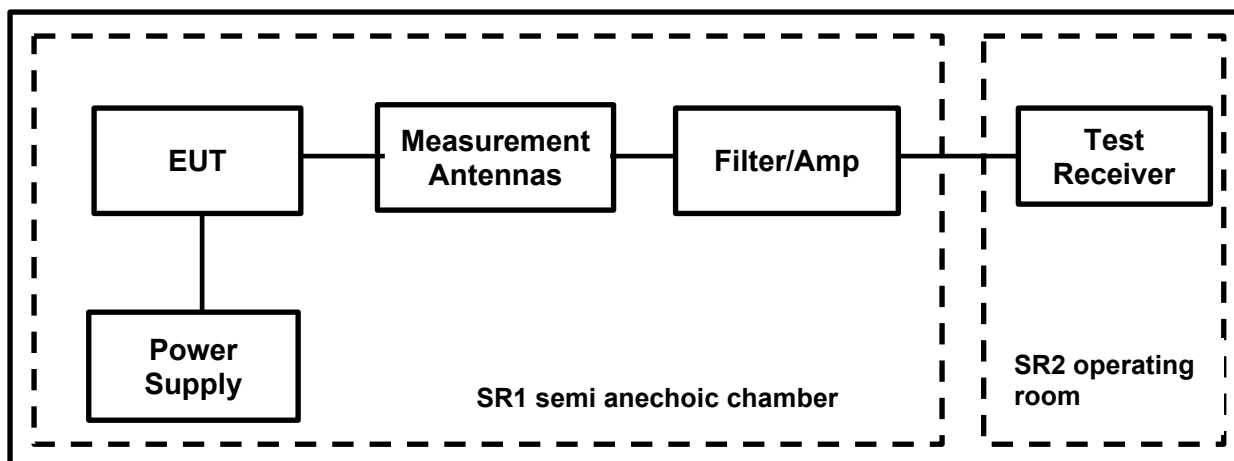 EUT
Measurement
Antennas
Filter/Amp
Test
Receiver
Power
Supply
SR1 semi anechoic chamber
SR2 operating
room